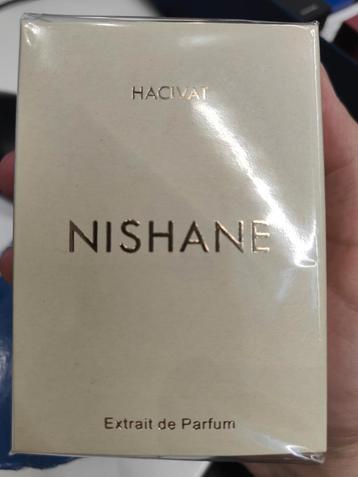 HACIVAT
NISHANE
Extrait de Parfum